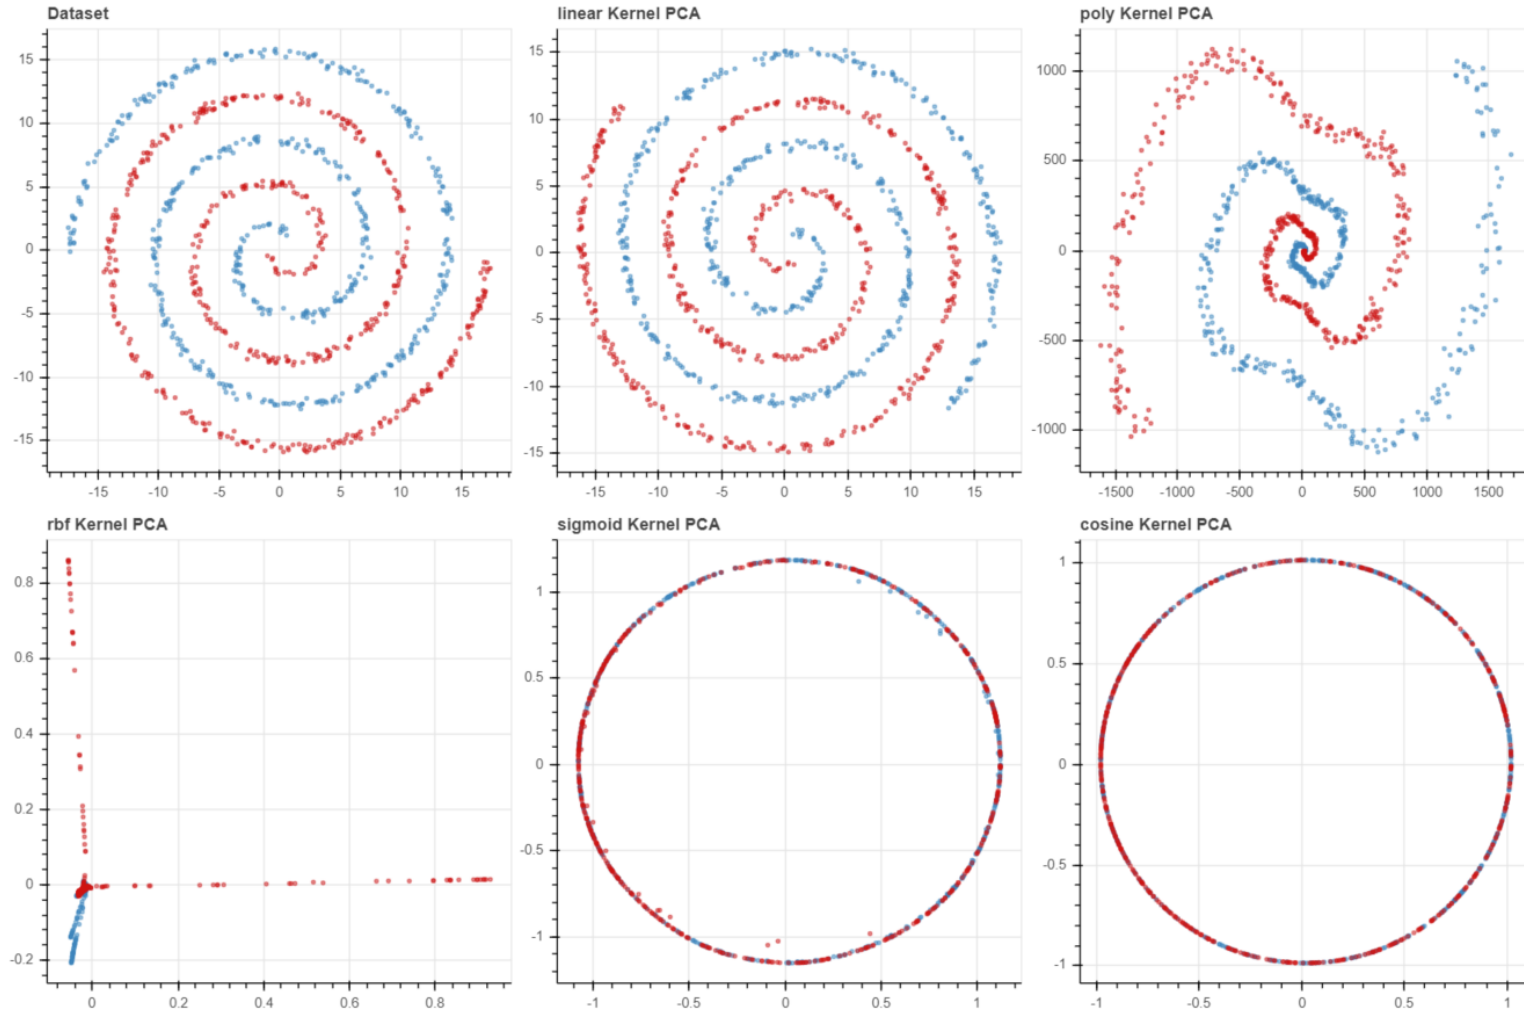 Dataset
15
10
5
0
-5
-10
-15
-15 -10 -5 0 5 10 15
linear Kernel PCA
15
10
5
0
-5
-10
-15
-15 -10 -5 0 5 10 15
poly Kernel PCA
1000
500
0
-500
-1000
-1500 -1000 -500 0 500 1000 1500
rbf Kernel PCA
0.8
0.6
0.4
0.2
0
-0.2
0 0.2 0.4 0.6 0.8
sigmoid Kernel PCA
1
0.5
0
-0.5
-1
-1 -0.5 0 0.5 1
cosine Kernel PCA
1
0.5
0
-0.5
-1
-1 -0.5 0 0.5 1